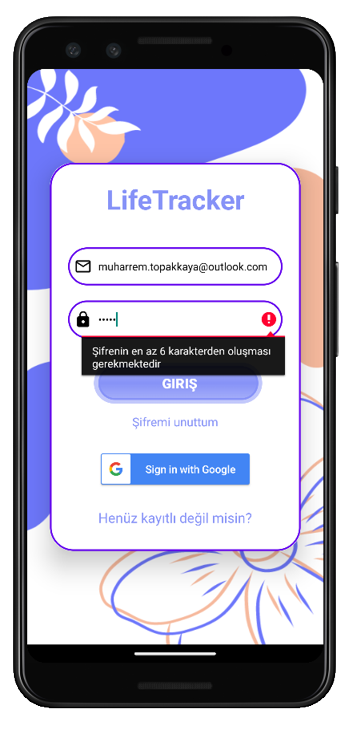 LifeTracker
muharrem.topakkaya@outlook.com
•••••
Şifrenin en az 6 karakterden oluşması
gerekmektedir
GIRIŞ
Şifremi unuttum
G Sign in with Google
Henüz kayıtlı değil misin?